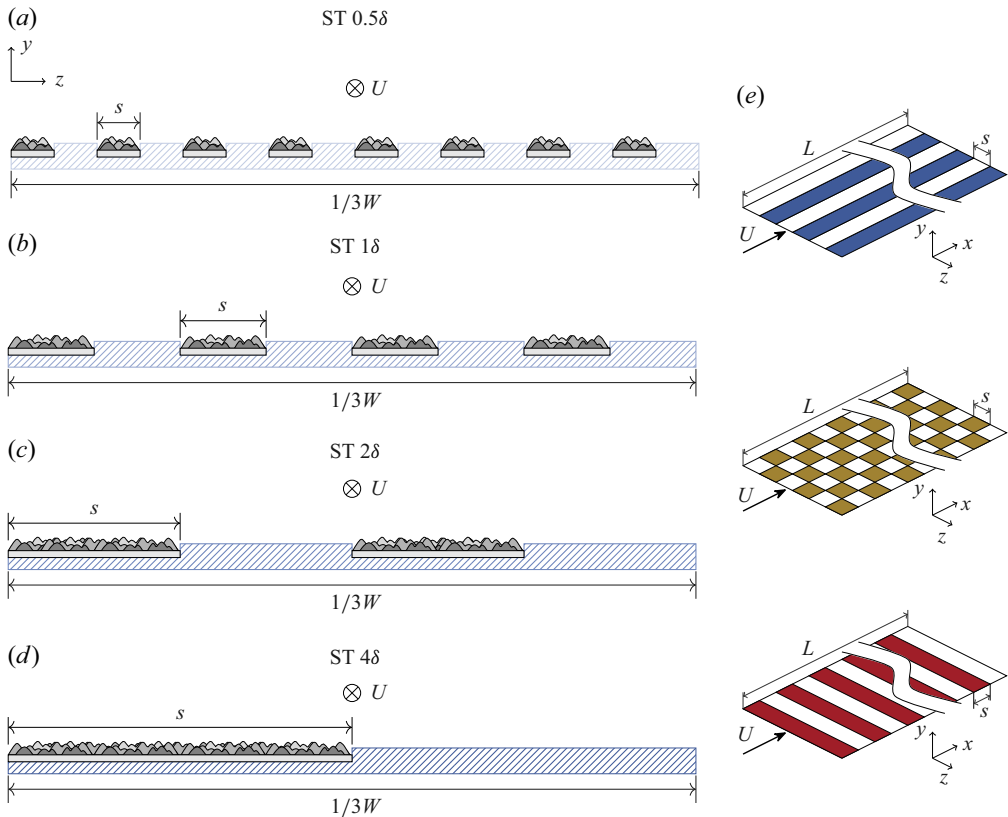 (a)
ST 0.5δ
y
z
U
s
1/3W
(b)
ST 1δ
U
s
1/3W
(c)
ST 2δ
U
s
1/3W
(d)
ST 4δ
U
s
1/3W
(e)
L
s
U
y
x
z
L
s
U
y
x
z
L
s
U
y
x
z